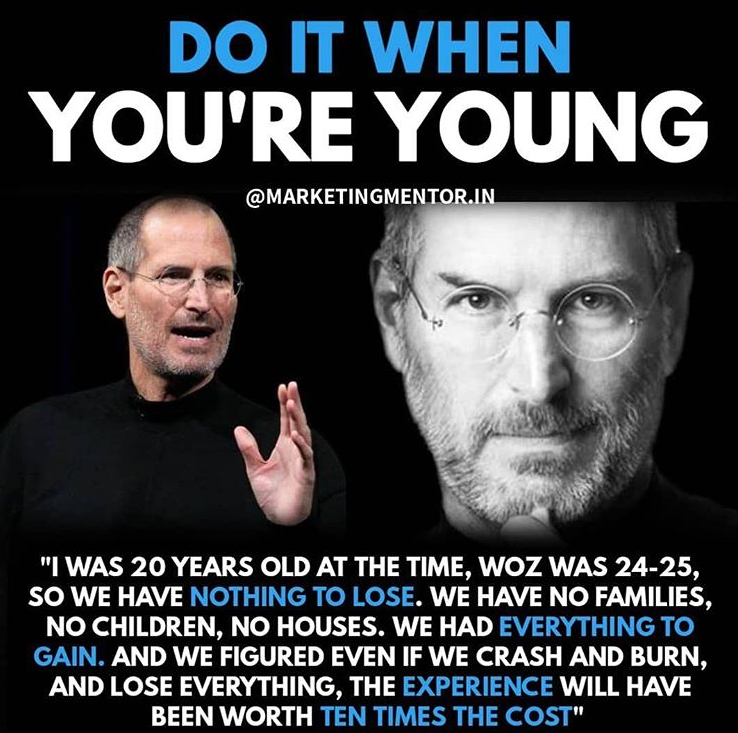 DO IT WHEN
YOU'RE YOUNG
@MARKETINGMENTOR.IN
"I WAS 20 YEARS OLD AT THE TIME, WOZ WAS 24-25,
SO WE HAVE NOTHING TO LOSE. WE HAVE NO FAMILIES,
NO CHILDREN, NO HOUSES. WE HAD EVERYTHING TO
GAIN. AND WE FIGURED EVEN IF WE CRASH AND BURN,
AND LOSE EVERYTHING, THE EXPERIENCE WILL HAVE
BEEN WORTH TEN TIMES THE COST"